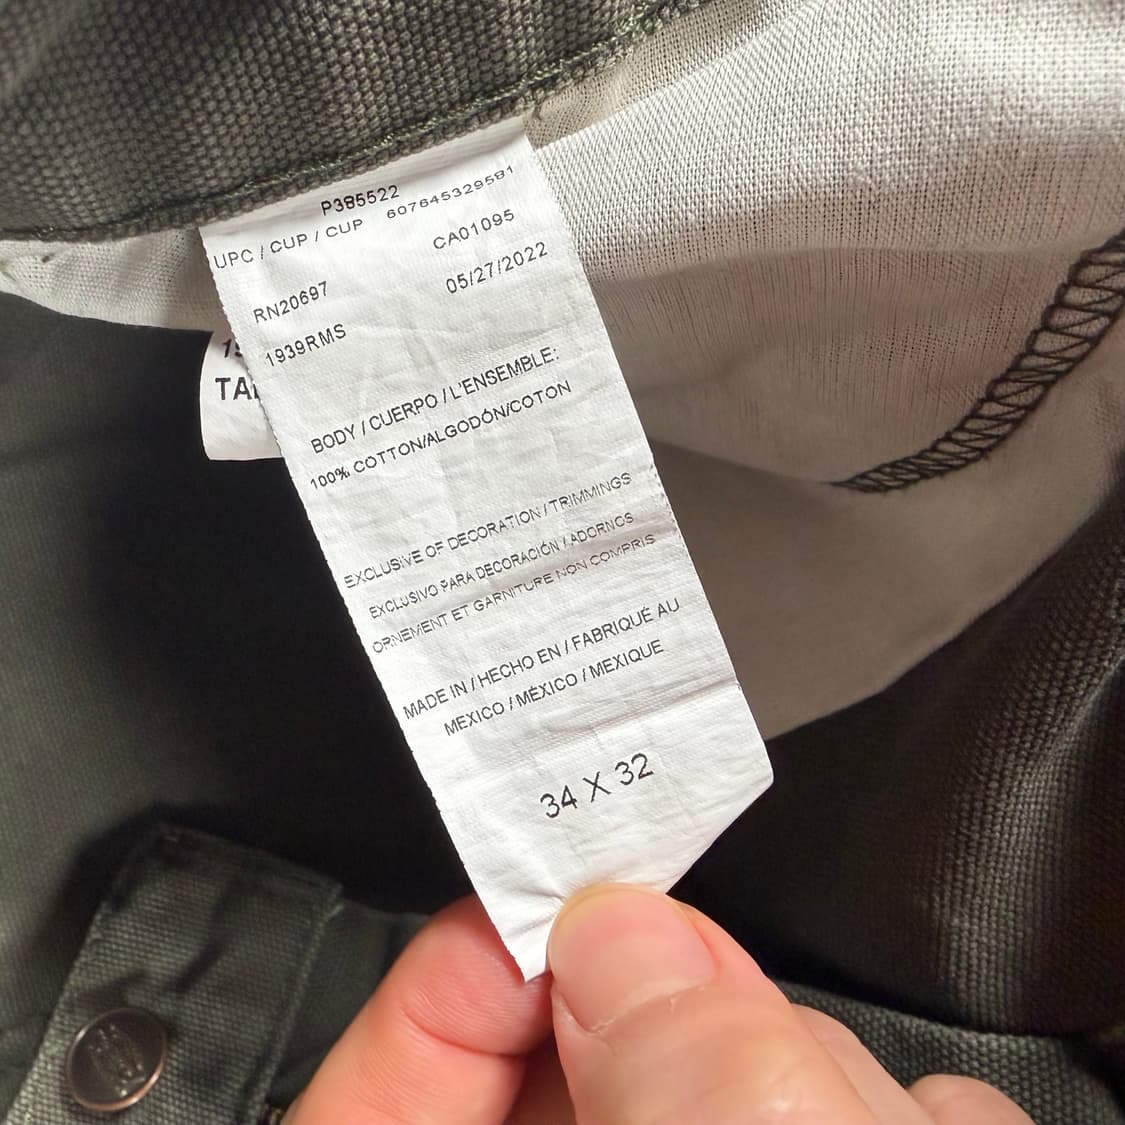 P385522
UPC / CUP / CUP 607645329581
CA01095
RN20697
05/27/2022
1939RMS
BODY / CUERPO / L'ENSEMBLE:
100% COTTON/ALGODÓN/COTON
EXCLUSIVE OF DECORATION / TRIMMINGS
EXCLUSIVO PARA DECORACIÓN / ADORNOS
ORNEMENT ET GARNITURE NON COMPRIS
MADE IN / HECHO EN / FABRIQUÉ AU
MEXICO / MÉXICO / MEXIQUE
34 X 32